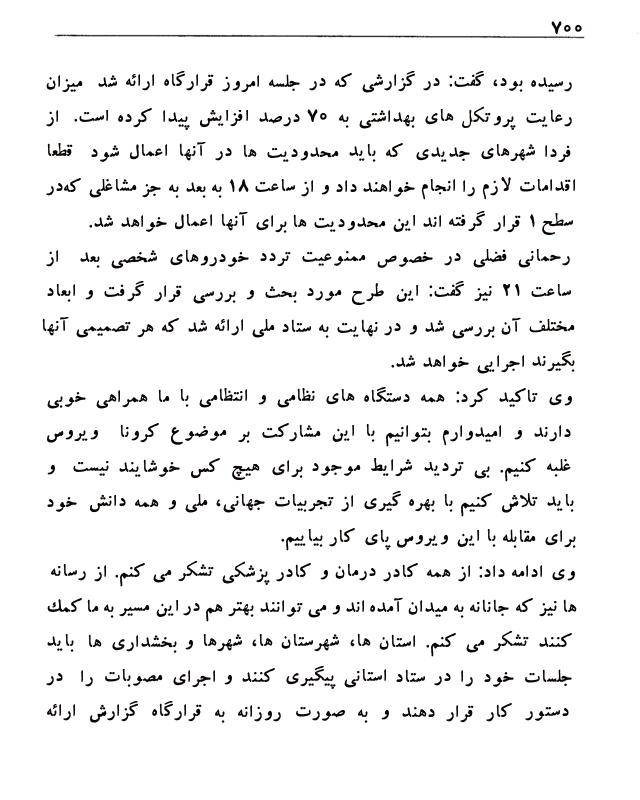 ۷۰۰
رسیده بود، گفت: در گزارشی که در جلسه امروز قرارگاه ارائه شد میزان
رعایت پروتکل های بهداشتی به ۷۰ درصد افزایش پیدا کرده است. از
فردا شهرهای جدیدی که باید محدودیت ها در آنها اعمال شود قطعا
اقدامات لازم را انجام خواهند داد و از ساعت ۱۸ به بعد به جز مشاغلی که‌در
سطح ۱ قرار گرفته اند این محدودیت ها برای آنها اعمال خواهد شد.
رحمانی فضلی در خصوص ممنوعیت تردد خودروهای شخصی بعد از
ساعت ۲۱ نیز گفت: این طرح مورد بحث و بررسی قرار گرفت و ابعاد
مختلف آن بررسی شد و در نهایت به ستاد ملی ارائه شد که هر تصمیمی آنها
بگیرند اجرایی خواهد شد.
وی تاکید کرد: همه دستگاه های نظامی و انتظامی با ما همراهی خوبی
دارند و امیدوارم بتوانیم با این مشارکت بر موضوع کرونا ویروس
غلبه کنیم. بی تردید شرایط موجود برای هیچ کس خوشایند نیست و
باید تلاش کنیم با بهره گیری از تجربیات جهانی، ملی و همه دانش خود
برای مقابله با این ویروس پای کار بیاییم.
وی ادامه داد: از همه کادر درمان و کادر پزشکی تشکر می کنم. از رسانه
ها نیز که جانانه به میدان آمده اند و می توانند بهتر هم در این مسیر به ما کمك
کنند تشکر می کنم. استان ها، شهرستان ها، شهرها و بخشداری ها باید
جلسات خود را در ستاد استانی پیگیری کنند و اجرای مصوبات را در
دستور کار قرار دهند و به صورت روزانه به قرارگاه گزارش ارائه